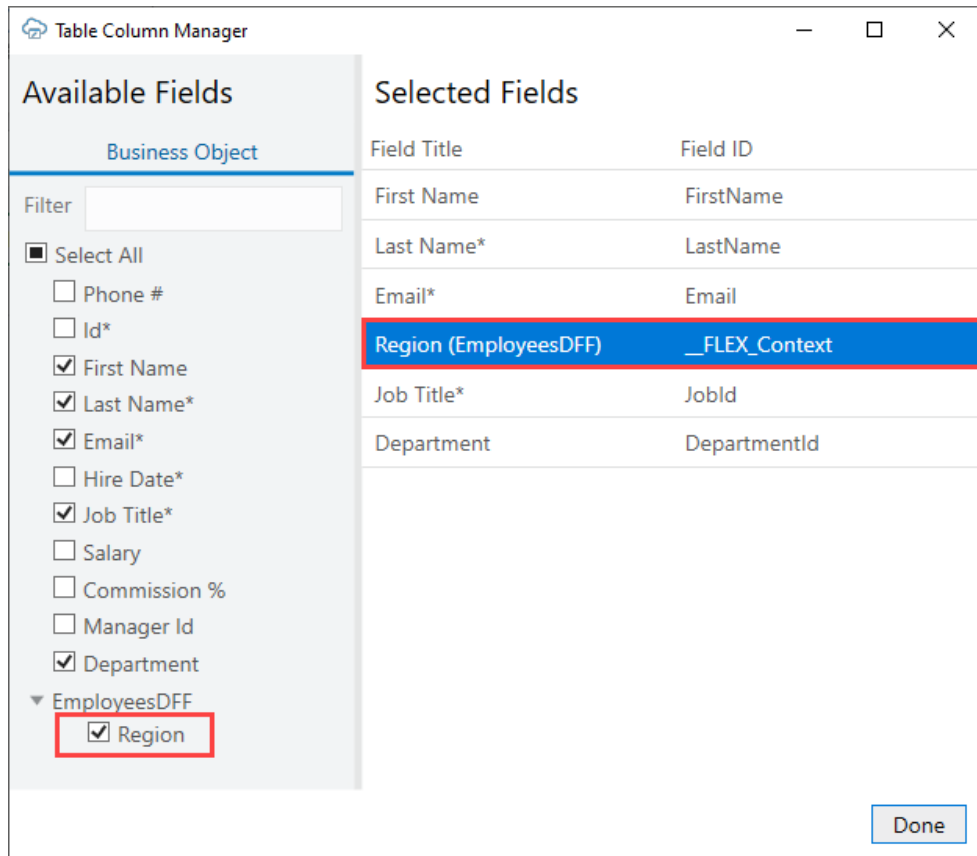 Table Column Manager
Available Fields
Business Object
Filter
Select All
Phone #
Id*
First Name
Last Name*
Email*
Hire Date*
Job Title*
Salary
Commission %
Manager Id
Department
EmployeesDFF
Region
Selected Fields
Field Title Field ID
First Name FirstName
Last Name* LastName
Email* Email
Region (EmployeesDFF) __FLEX_Context
Job Title* JobId
Department DepartmentId
Done